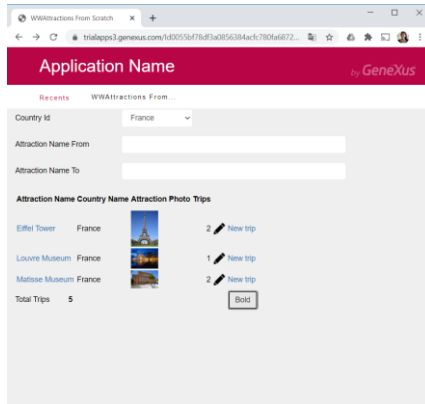 WWAttractions From Scratch
trialapps3.genexus.com/Id0055bf78df3a0856384acfc780fa6872...
Application Name
by GeneXus
Recents WWAttractions From...
Country Id France
Attraction Name From
Attraction Name To
Attraction Name Country Name Attraction Photo Trips
Eiffel Tower France 2 New trip
Louvre Museum France 1 New trip
Matisse Museum France 2 New trip
Total Trips 5 Bold